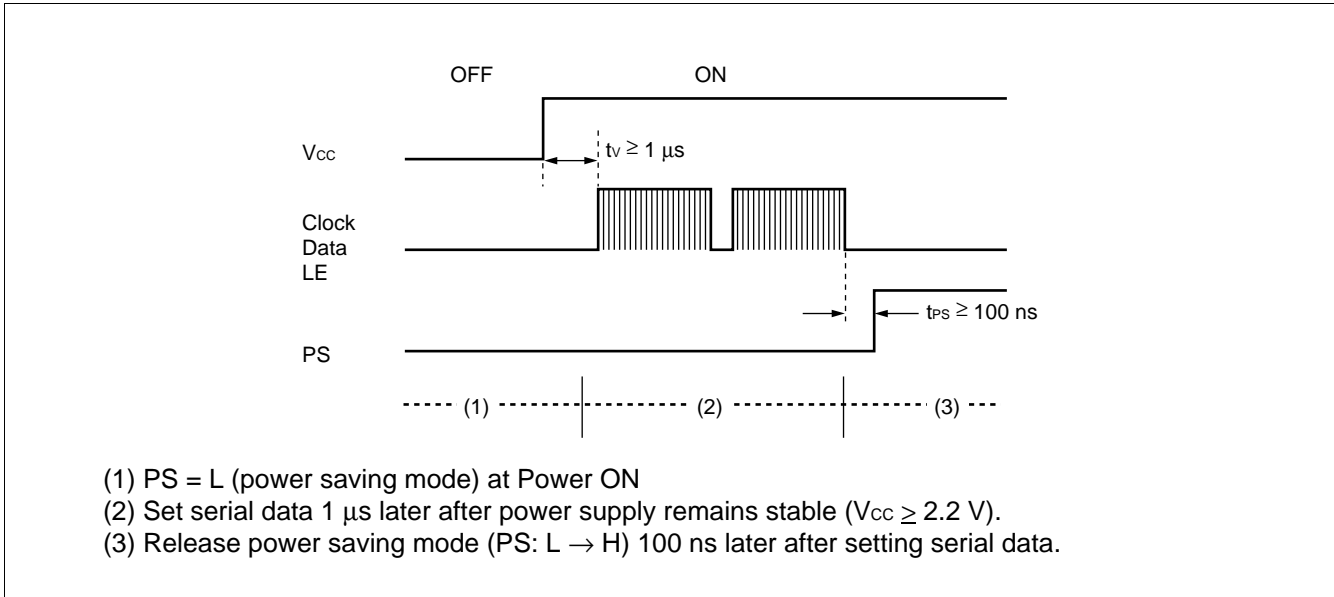 OFF ON
VCC
tV ≥ 1 μs
Clock
Data
LE
tPS ≥ 100 ns
PS
(1) (2) (3)
(1) PS = L (power saving mode) at Power ON
(2) Set serial data 1 μs later after power supply remains stable (VCC ≥ 2.2 V).
(3) Release power saving mode (PS: L → H) 100 ns later after setting serial data.